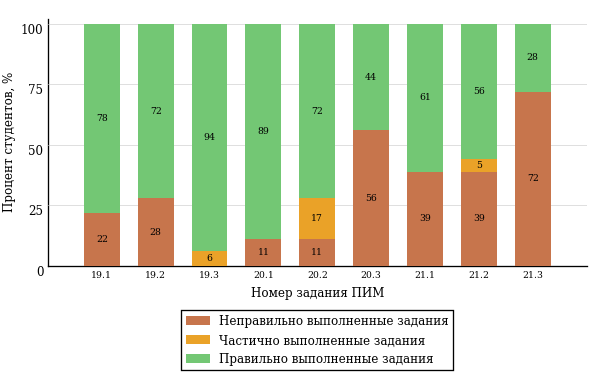 Процент студентов, %
100
75
50
25
0
78 72 94 89 72 44 61 56 28
17 5
22 28 6 11 11 56 39 39 72
19.1 19.2 19.3 20.1 20.2 20.3 21.1 21.2 21.3
Номер задания ПИМ
Неправильно выполненные задания
Частично выполненные задания
Правильно выполненные задания